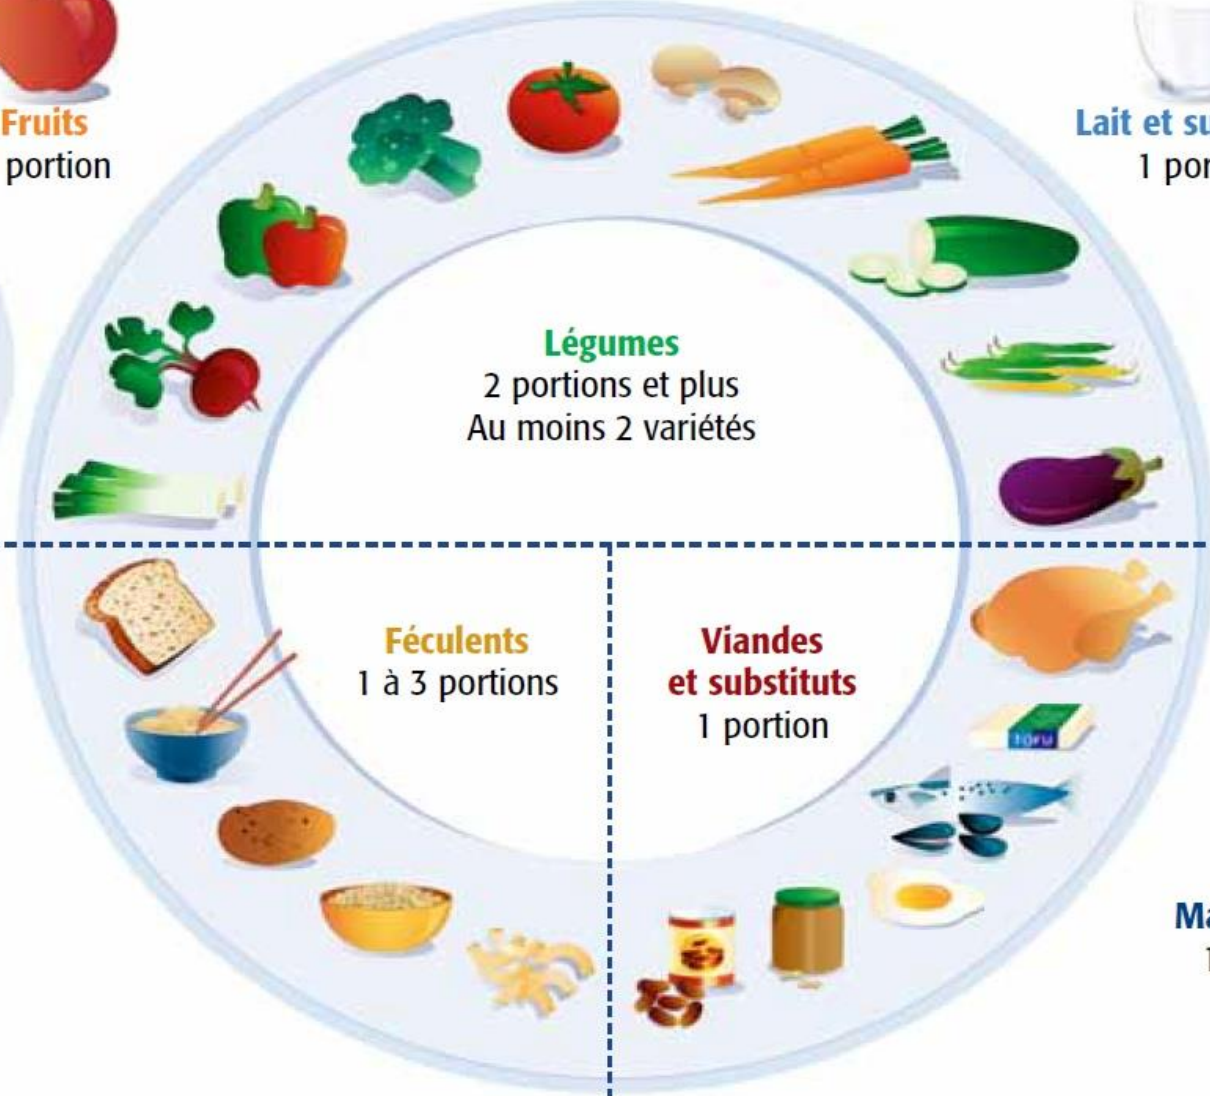 Fruits
portion
Lait et su
1 por
Légumes
2 portions et plus
Au moins 2 variétés
Féculents
1 à 3 portions
Viandes
et substituts
1 portion
TOFU
Ma
1